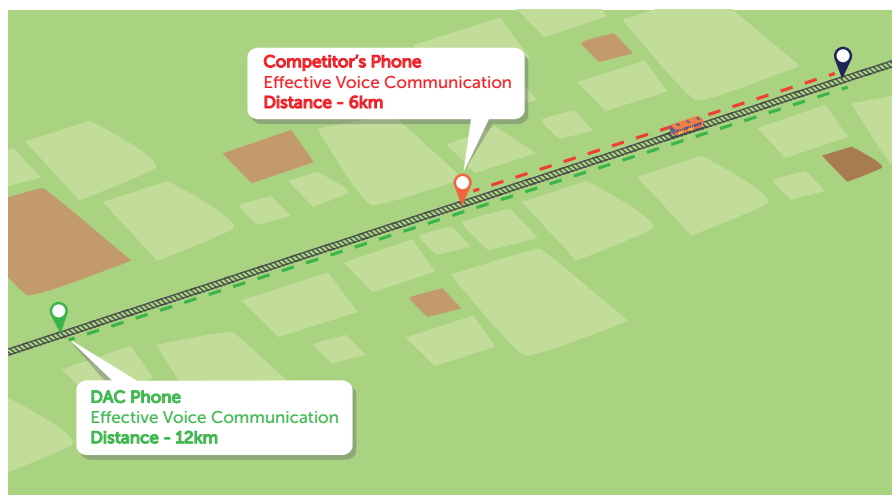 Competitor's Phone
Effective Voice Communication
Distance - 6km
DAC Phone
Effective Voice Communication
Distance - 12km